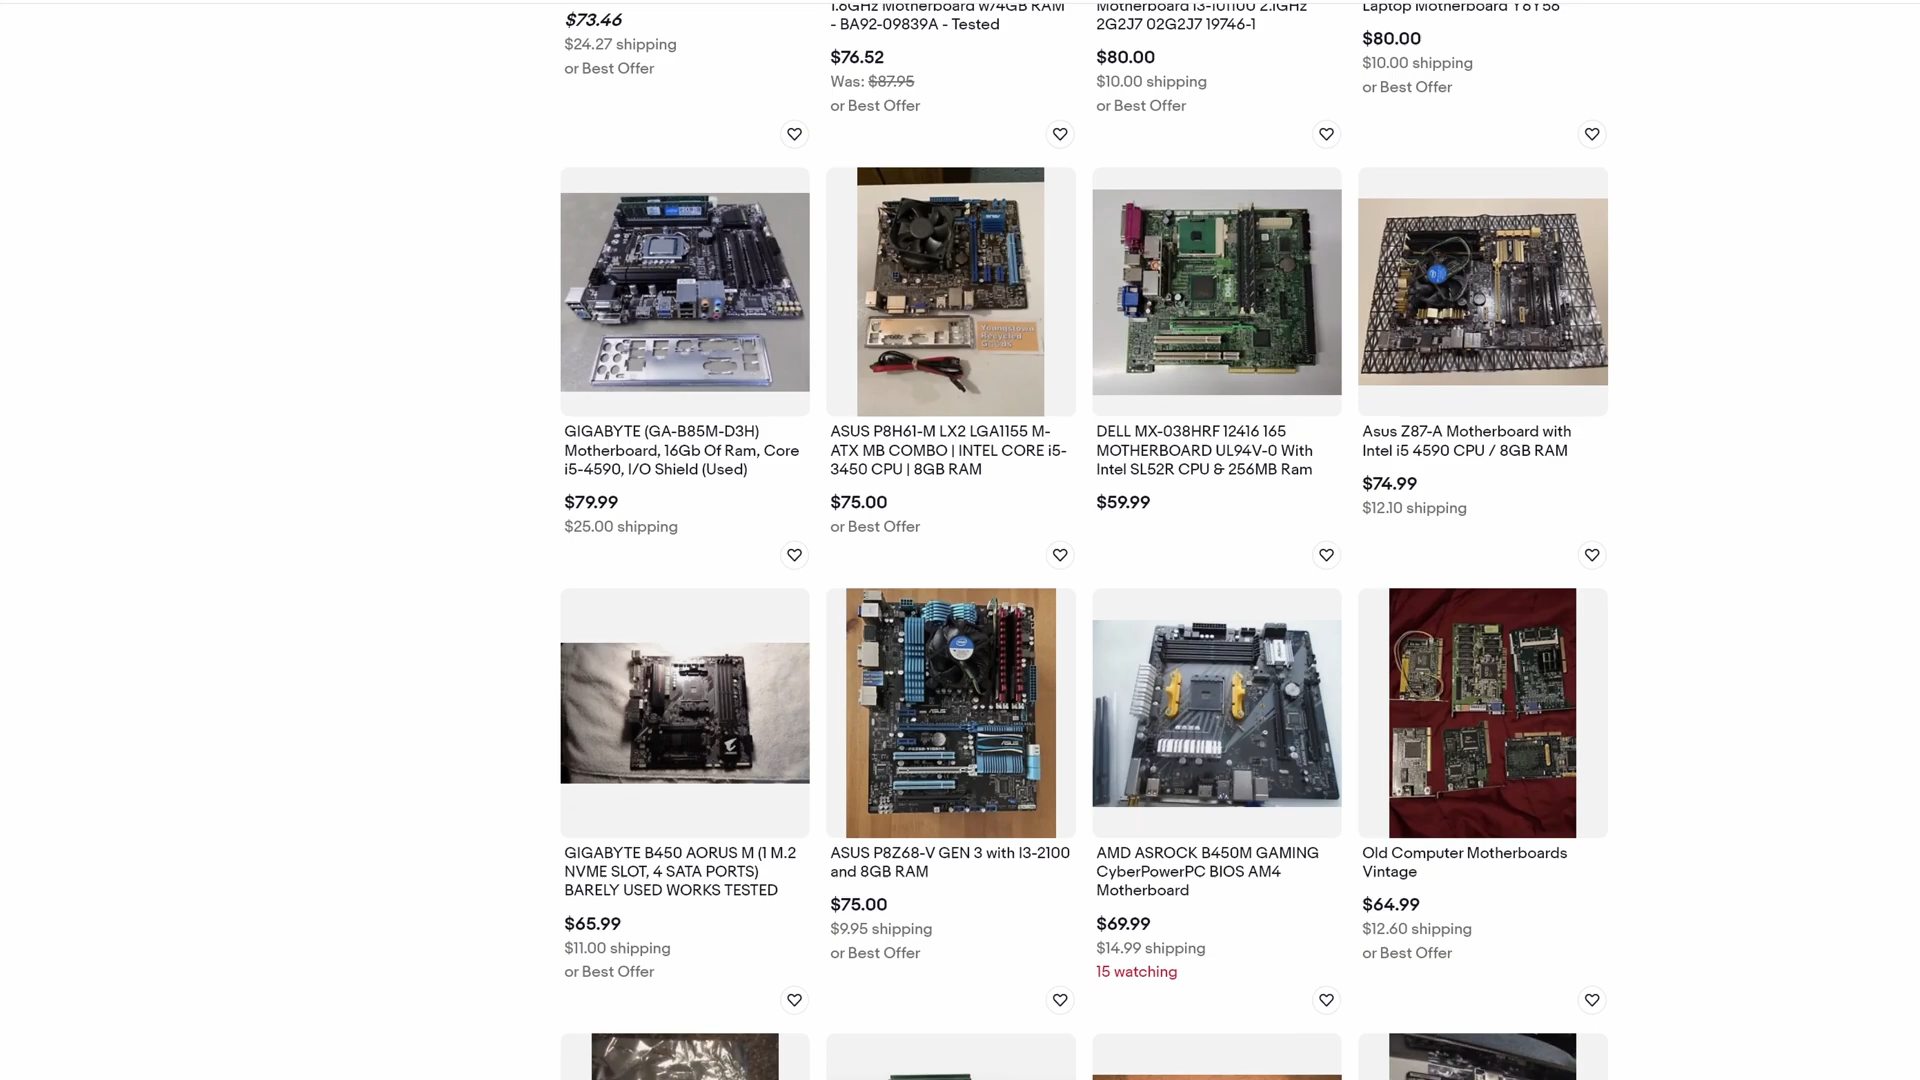 $73.46
$24.27 shipping
or Best Offer
1.8GHz Motherboard w/4GB RAM
- BA92-09839A - Tested
$76.52
Was: $87.95
or Best Offer
Motherboard i3-10110U 2.1GHz
2G2J7 02G2J7 19746-1
$80.00
$10.00 shipping
or Best Offer
Laptop Motherboard Y6Y58
$80.00
$10.00 shipping
or Best Offer
Youngstown
Recycled
Goods
GIGABYTE (GA-B85M-D3H)
Motherboard, 16Gb Of Ram, Core
i5-4590, I/O Shield (Used)
$79.99
$25.00 shipping
ASUS P8H61-M LX2 LGA1155 M-
ATX MB COMBO | INTEL CORE i5-
3450 CPU | 8GB RAM
$75.00
or Best Offer
DELL MX-038HRF 12416 165
MOTHERBOARD UL94V-0 With
Intel SL52R CPU & 256MB Ram
$59.99
Asus Z87-A Motherboard with
Intel i5 4590 CPU / 8GB RAM
$74.99
$12.10 shipping
GIGABYTE B450 AORUS M (1 M.2
NVME SLOT, 4 SATA PORTS)
BARELY USED WORKS TESTED
$65.99
$11.00 shipping
or Best Offer
ASUS P8Z68-V GEN 3 with I3-2100
and 8GB RAM
$75.00
$9.95 shipping
or Best Offer
AMD ASROCK B450M GAMING
CyberPowerPC BIOS AM4
Motherboard
$69.99
$14.99 shipping
15 watching
Old Computer Motherboards
Vintage
$64.99
$12.60 shipping
or Best Offer